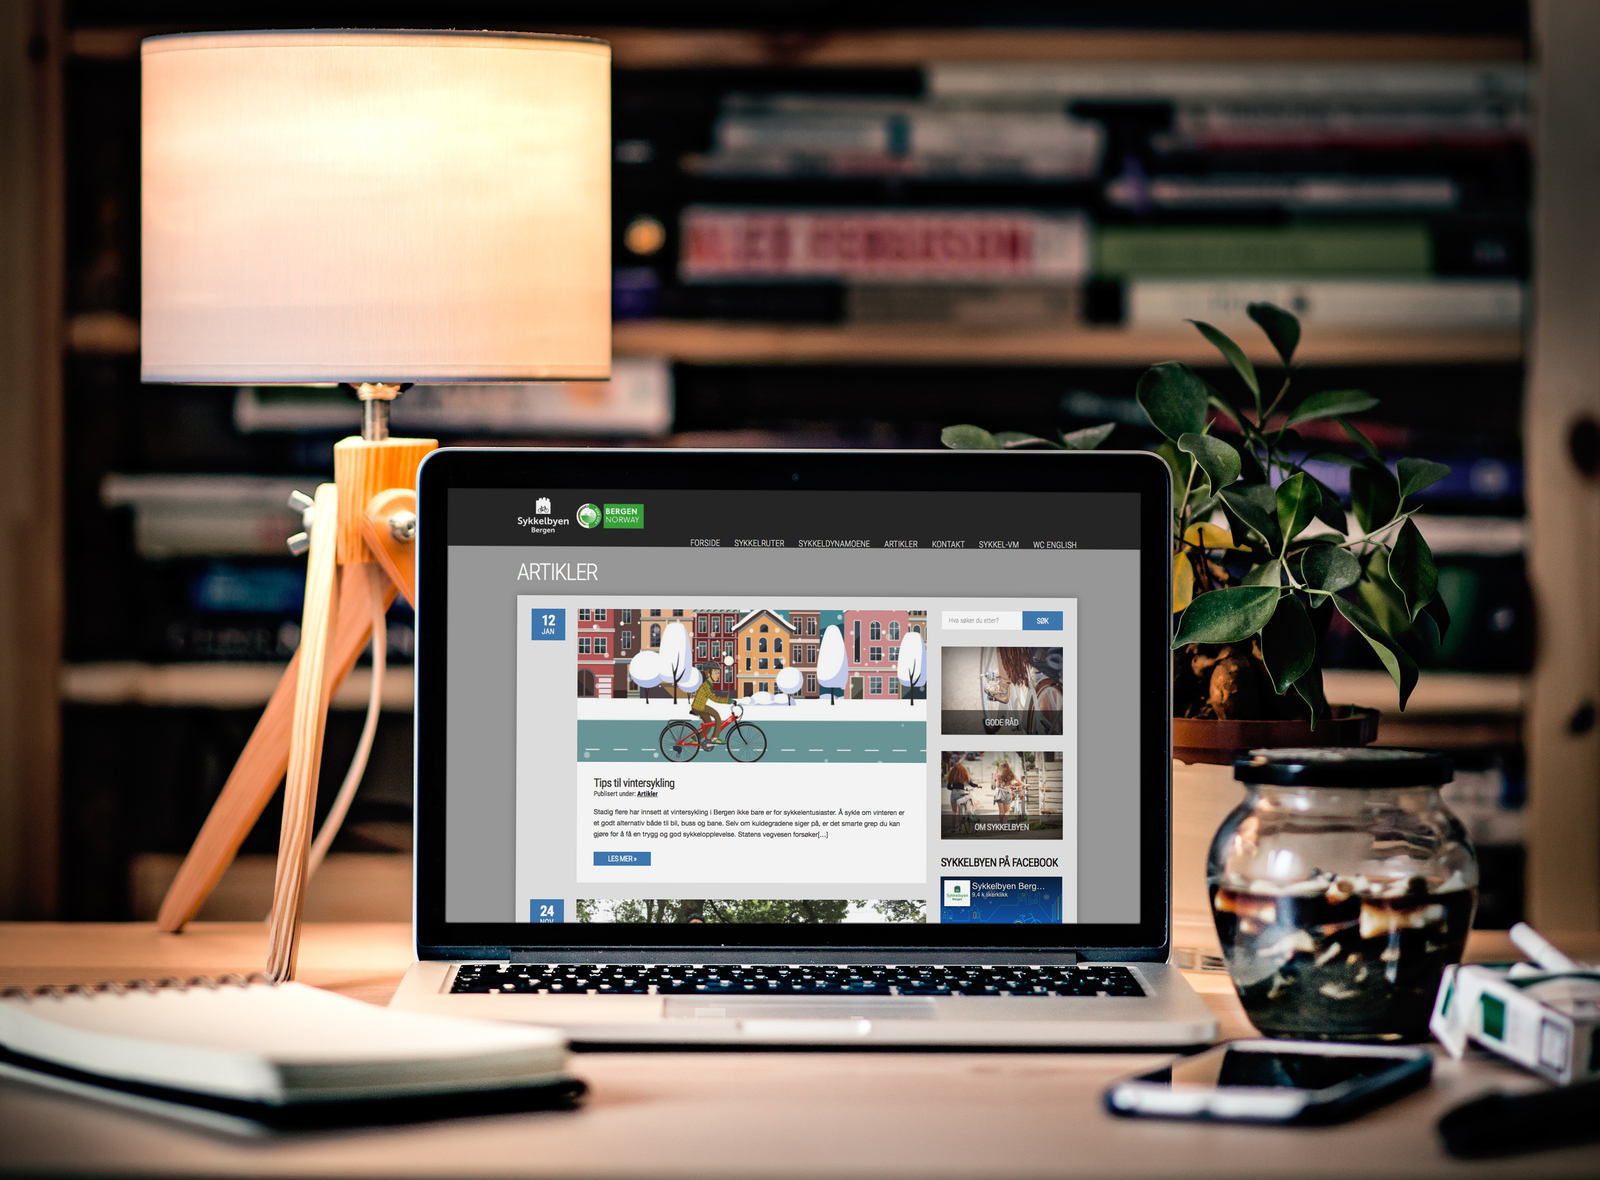 ALEX FERGUSON
Sykkelbyen
Bergen
BERGEN
NORWAY
FORSIDE SYKKELRUTER SYKKELDYNAMOENE ARTIKLER KONTAKT SYKKEL-VM WC ENGLISH
ARTIKLER
12
JAN
Hva søker du etter? SØK
GODE RÅD
Tips til vintersykling
Publisert under: Artikler
Stadig flere har innsett at vintersykling i Bergen ikke bare er for sykkelentusiaster. Å sykle om vinteren er
et godt alternativ både til bil, buss og bane. Selv om kuldegradene siger på, er det smarte grep du kan
gjøre for å få en trygg og god sykkelopplevelse. Statens vegvesen forsøker[...]
LES MER »
OM SYKKELBYEN
SYKKELBYEN PÅ FACEBOOK
Sykkelbyen Berg...
9,4 k likerklikk
24
NOV